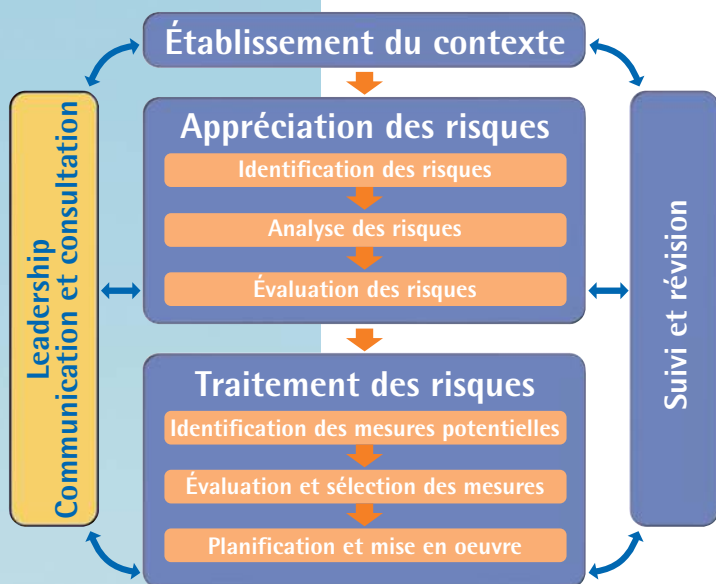 Établissement du contexte
Leadership
Communication et consultation
Appréciation des risques
Identification des risques
Analyse des risques
Évaluation des risques
Traitement des risques
Identification des mesures potentielles
Évaluation et sélection des mesures
Planification et mise en oeuvre
Suivi et révision